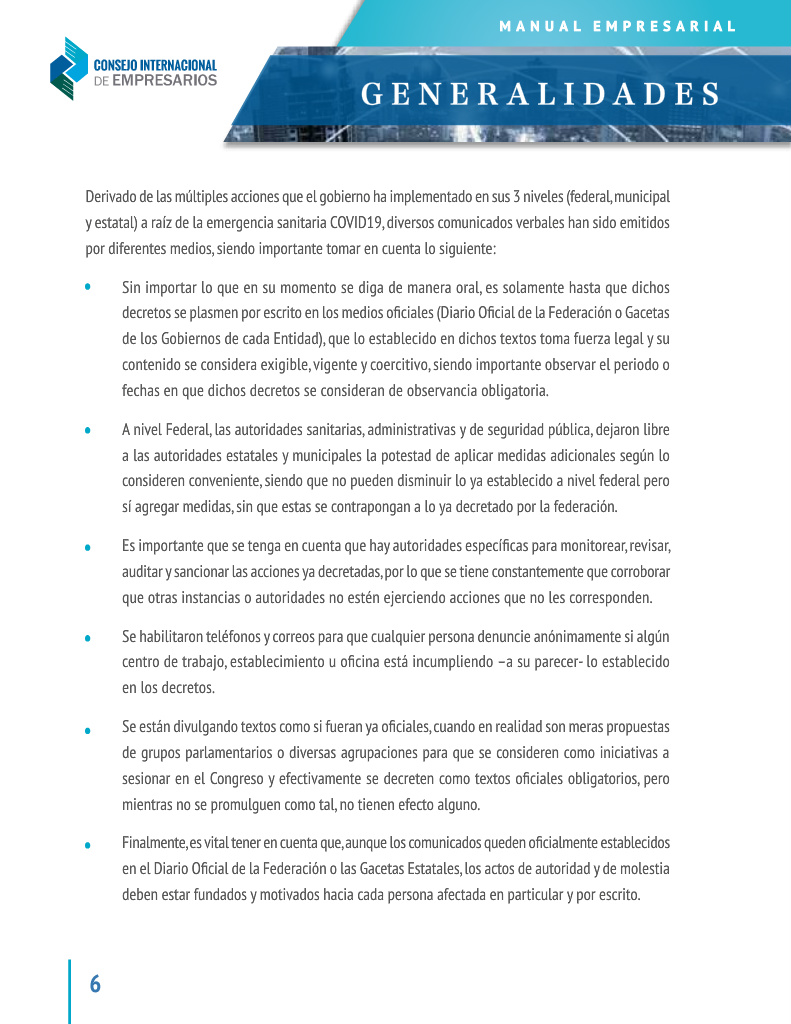 MANUAL EMPRESARIAL
CONSEJO INTERNACIONAL
DE EMPRESARIOS
GENERALIDADES
Derivado de las múltiples acciones que el gobierno ha implementado en sus 3 niveles (federal, municipal
y estatal) a raíz de la emergencia sanitaria COVID19, diversos comunicados verbales han sido emitidos
por diferentes medios, siendo importante tomar en cuenta lo siguiente:
• Sin importar lo que en su momento se diga de manera oral, es solamente hasta que dichos
decretos se plasmen por escrito en los medios oficiales (Diario Oficial de la Federación o Gacetas
de los Gobiernos de cada Entidad), que lo establecido en dichos textos toma fuerza legal y su
contenido se considera exigible, vigente y coercitivo, siendo importante observar el periodo o
fechas en que dichos decretos se consideran de observancia obligatoria.
• A nivel Federal, las autoridades sanitarias, administrativas y de seguridad pública, dejaron libre
a las autoridades estatales y municipales la potestad de aplicar medidas adicionales según lo
consideren conveniente, siendo que no pueden disminuir lo ya establecido a nivel federal pero
sí agregar medidas, sin que estas se contrapongan a lo ya decretado por la federación.
• Es importante que se tenga en cuenta que hay autoridades específicas para monitorear, revisar,
auditar y sancionar las acciones ya decretadas, por lo que se tiene constantemente que corroborar
que otras instancias o autoridades no estén ejerciendo acciones que no les corresponden.
• Se habilitaron teléfonos y correos para que cualquier persona denuncie anónimamente si algún
centro de trabajo, establecimiento u oficina está incumpliendo –a su parecer- lo establecido
en los decretos.
• Se están divulgando textos como si fueran ya oficiales, cuando en realidad son meras propuestas
de grupos parlamentarios o diversas agrupaciones para que se consideren como iniciativas a
sesionar en el Congreso y efectivamente se decreten como textos oficiales obligatorios, pero
mientras no se promulguen como tal, no tienen efecto alguno.
• Finalmente, es vital tener en cuenta que, aunque los comunicados queden oficialmente establecidos
en el Diario Oficial de la Federación o las Gacetas Estatales, los actos de autoridad y de molestia
deben estar fundados y motivados hacia cada persona afectada en particular y por escrito.
6